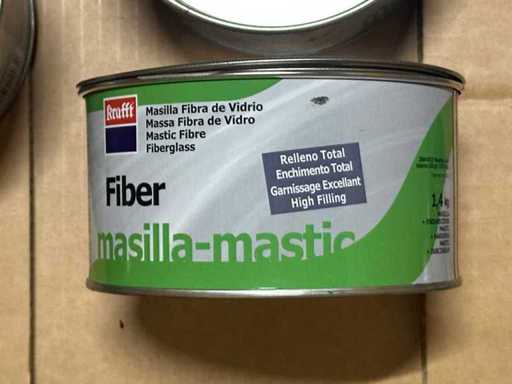 Krafft
Masilla Fibra de Vidrio
Massa Fibra de Vidro
Mastic Fibre
Fiberglass
Relleno Total
Enchimento Total
Garnissage Excellant
High Filling
Fiber
masilla-mastic
1,4 kg